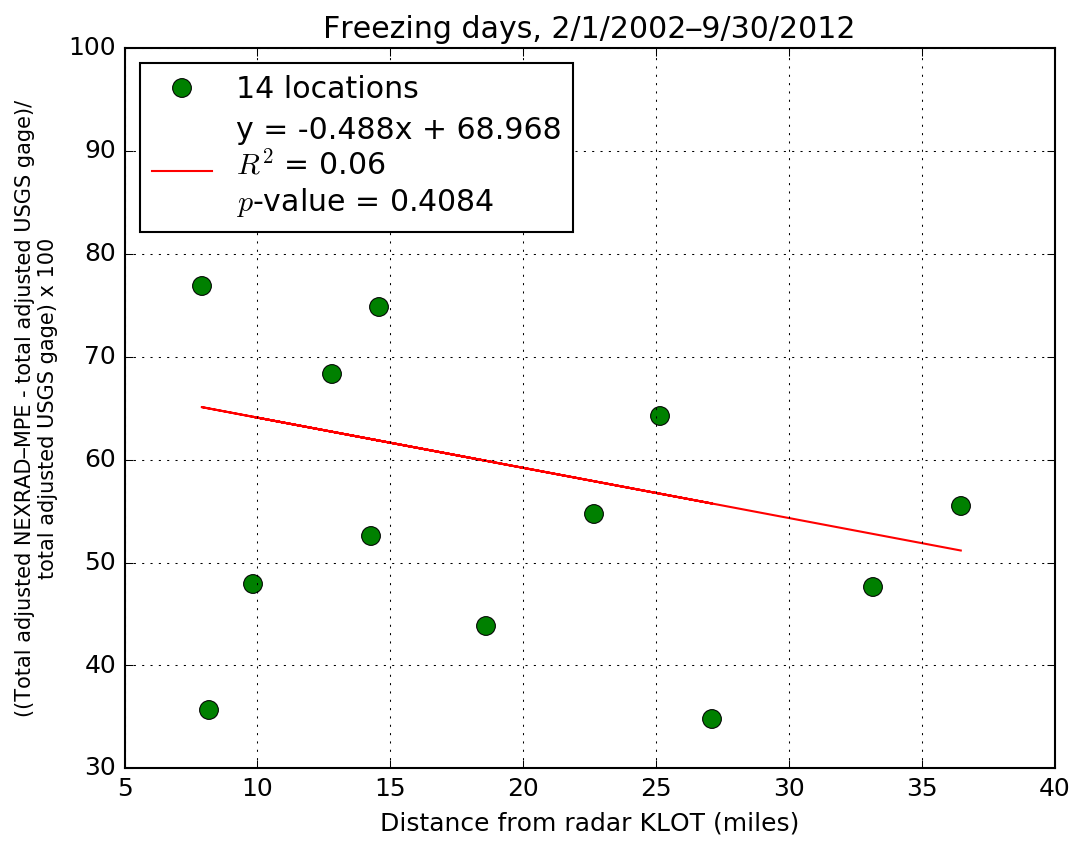 Freezing days, 2/1/2002–9/30/2012
14 locations
y = -0.488x + 68.968
R² = 0.06
p-value = 0.4084
((Total adjusted NEXRAD–MPE - total adjusted USGS gage)/
total adjusted USGS gage) x 100
100
90
80
70
60
50
40
30
5 10 15 20 25 30 35 40
Distance from radar KLOT (miles)